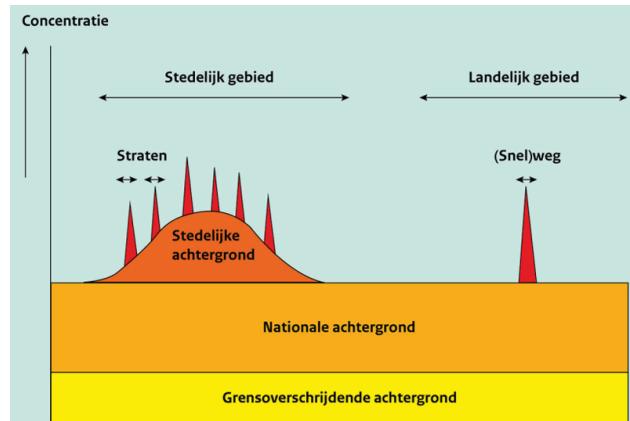 Concentratie
Stedelijk gebied
Landelijk gebied
Straten
(Snel)weg
Stedelijke
achtergrond
Nationale achtergrond
Grensoverschrijdende achtergrond